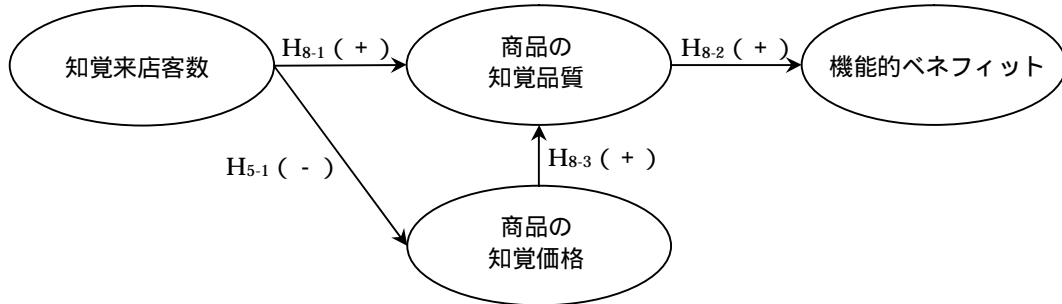 知覚来店客数
H8-1 ( + )
商品の
知覚品質
H8-2 ( + )
機能的ベネフィット
H5-1 ( - )
H8-3 ( + )
商品の
知覚価格